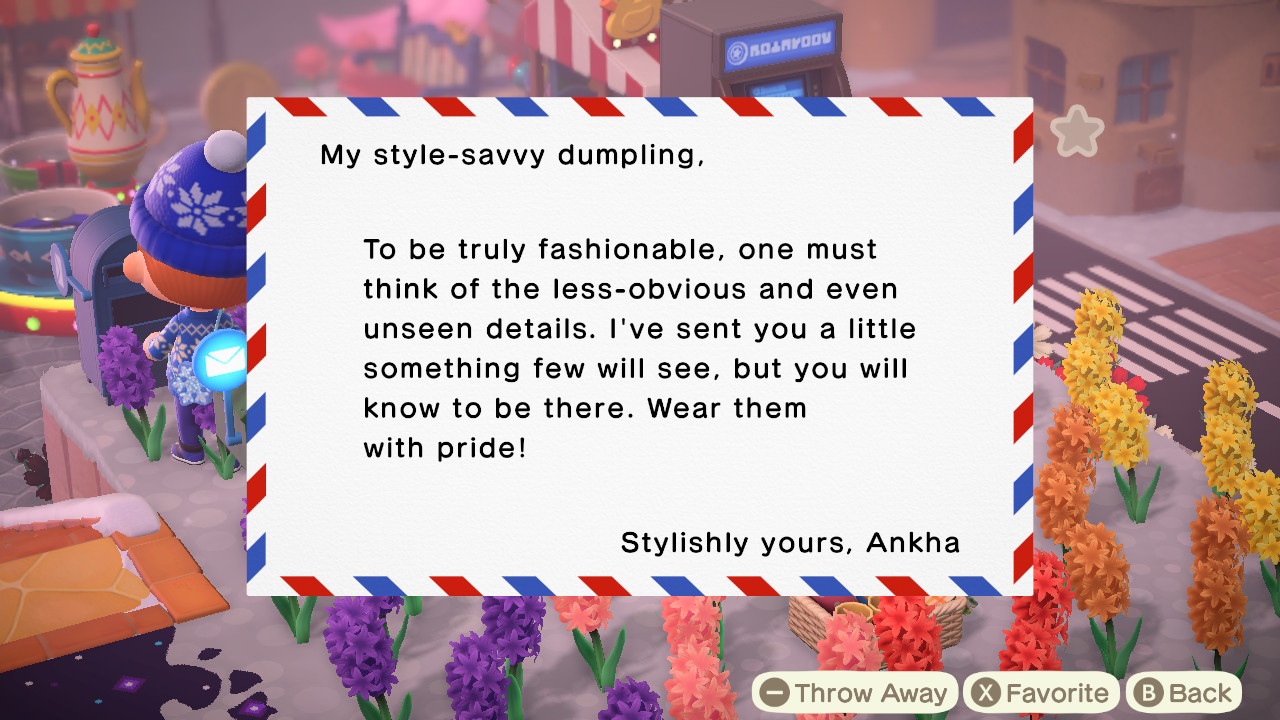 My style-savvy dumpling,
To be truly fashionable, one must
think of the less-obvious and even
unseen details. I've sent you a little
something few will see, but you will
know to be there. Wear them
with pride!
Stylishly yours, Ankha
Throw Away
X Favorite
B Back